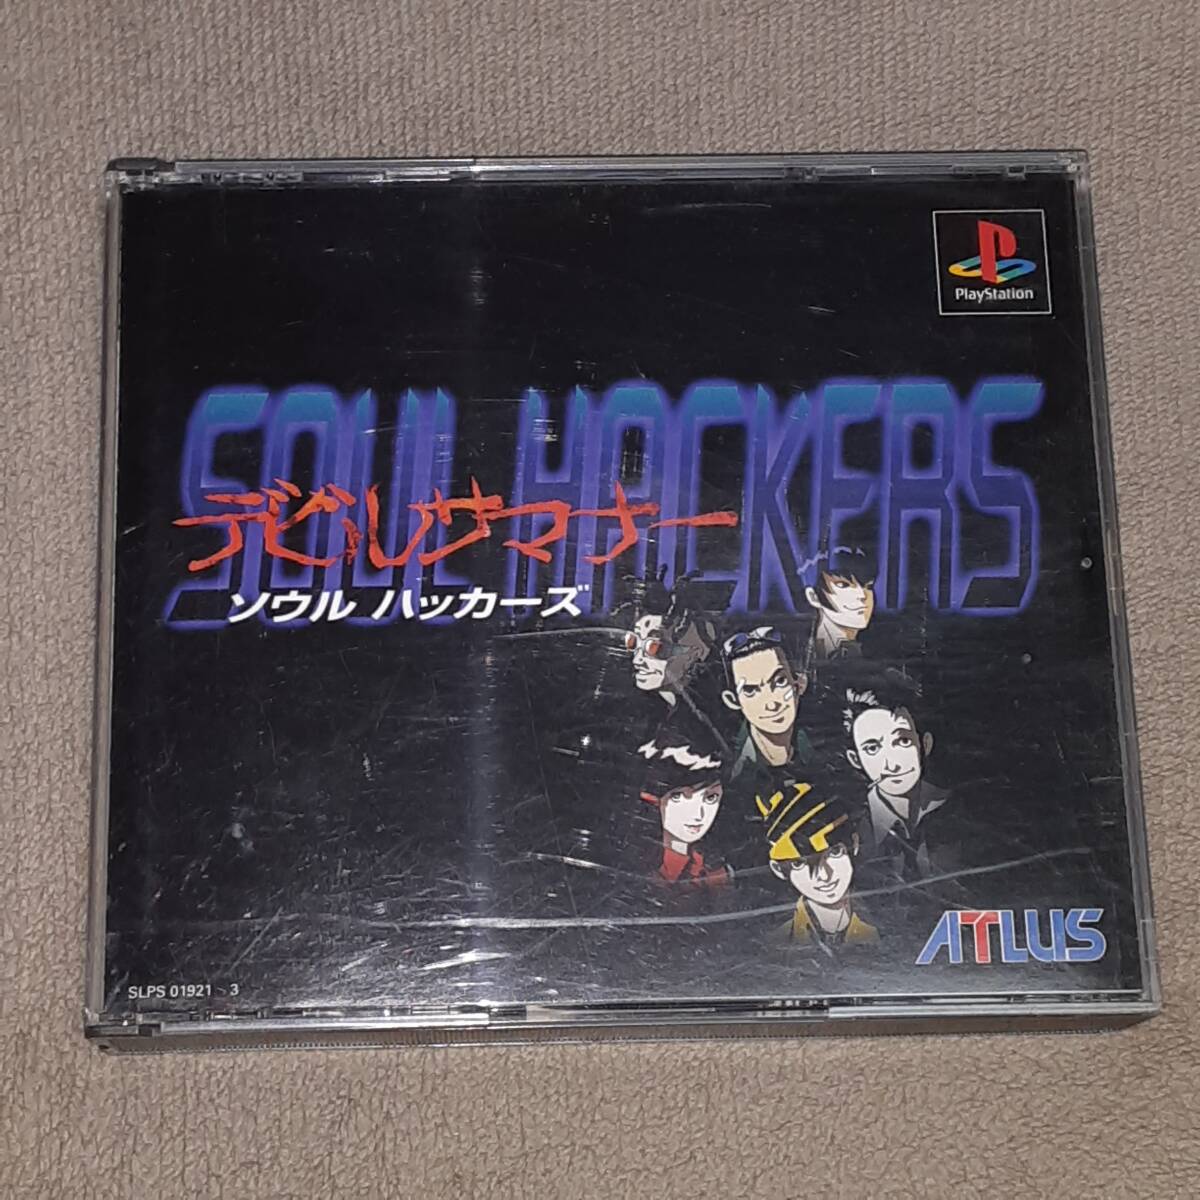 PlayStation
SOUL HACKERS
デビルサマナー
ソウル ハッカーズ
ATLUS
SLPS 01921~3